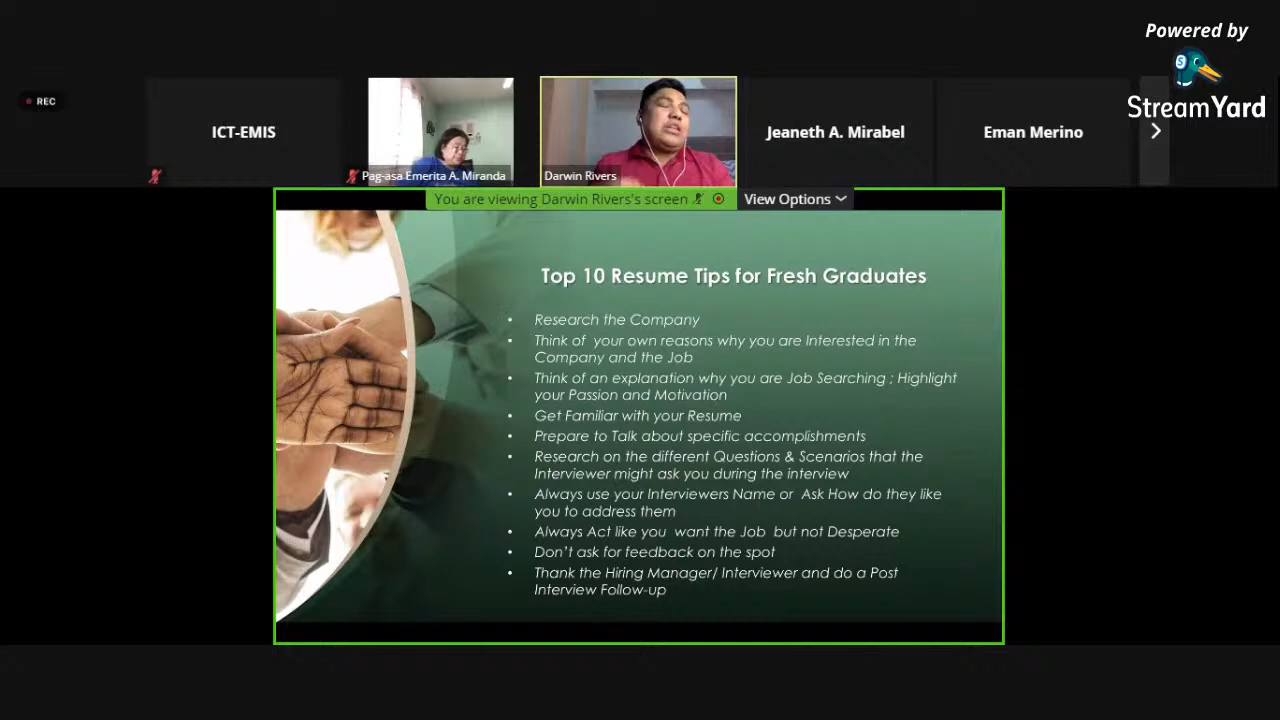 Powered by
StreamYard
REC
ICT-EMIS
Pag-asa Emerita A. Miranda
Darwin Rivers
Jeaneth A. Mirabel
Eman Merino
You are viewing Darwin Rivers's screen
View Options
Top 10 Resume Tips for Fresh Graduates
• Research the Company
• Think of your own reasons why you are Interested in the
Company and the Job
• Think of an explanation why you are Job Searching ; Highlight
your Passion and Motivation
• Get Familiar with your Resume
• Prepare to Talk about specific accomplishments
• Research on the different Questions & Scenarios that the
Interviewer might ask you during the interview
• Always use your Interviewers Name or Ask How do they like
you to address them
• Always Act like you want the Job but not Desperate
• Don't ask for feedback on the spot
• Thank the Hiring Manager/ Interviewer and do a Post
Interview Follow-up